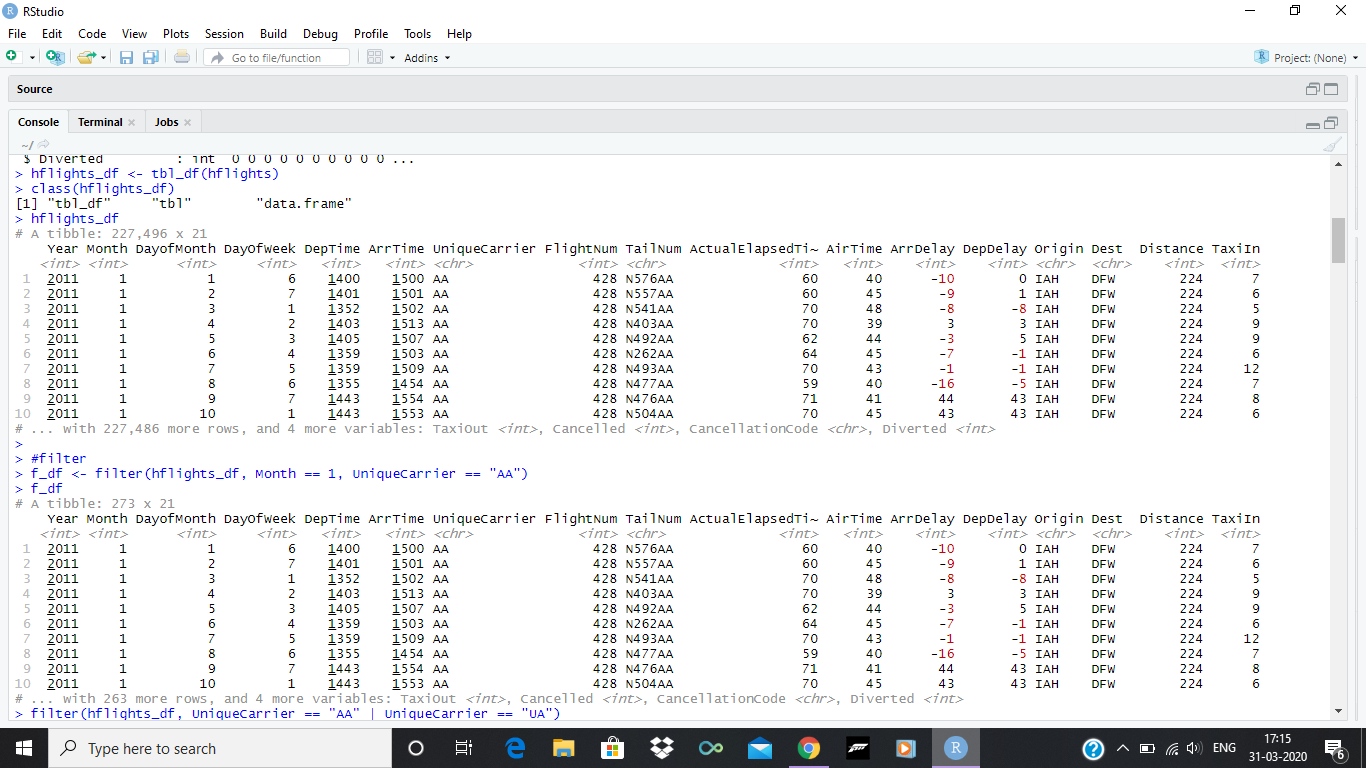 RStudio
File Edit Code View Plots Session Build Debug Profile Tools Help
Go to file/function Addins Project: (None)
Source
Console Terminal Jobs
~/
$ Diverted : int 0 0 0 0 0 0 0 0 0 0 ...
> hflights_df <- tbl_df(hflights)
> class(hflights_df)
[1] "tbl_df" "tbl" "data.frame"
> hflights_df
# A tibble: 227,496 x 21
Year Month DayofMonth DayOfWeek DepTime ArrTime UniqueCarrier FlightNum TailNum ActualElapsedTi~ AirTime ArrDelay DepDelay Origin Dest Distance TaxiIn
<int> <int> <int> <int> <int> <int> <chr> <int> <chr> <int> <int> <int> <int> <chr> <chr> <int> <int>
1 2011 1 1 6 1400 1500 AA 428 N576AA 60 40 -10 0 IAH DFW 224 7
2 2011 1 2 7 1401 1501 AA 428 N557AA 60 45 -9 1 IAH DFW 224 6
3 2011 1 3 1 1352 1502 AA 428 N541AA 70 48 -8 -8 IAH DFW 224 5
4 2011 1 4 2 1403 1513 AA 428 N403AA 70 39 3 3 IAH DFW 224 9
5 2011 1 5 3 1405 1507 AA 428 N492AA 62 44 -3 5 IAH DFW 224 9
6 2011 1 6 4 1359 1503 AA 428 N262AA 64 45 -7 -1 IAH DFW 224 6
7 2011 1 7 5 1359 1509 AA 428 N493AA 70 43 -1 -1 IAH DFW 224 12
8 2011 1 8 6 1355 1454 AA 428 N477AA 59 40 -16 -5 IAH DFW 224 7
9 2011 1 9 7 1443 1554 AA 428 N476AA 71 41 44 43 IAH DFW 224 8
10 2011 1 10 1 1443 1553 AA 428 N504AA 70 45 43 43 IAH DFW 224 6
# ... with 227,486 more rows, and 4 more variables: TaxiOut <int>, Cancelled <int>, CancellationCode <chr>, Diverted <int>
>
> #filter
> f_df <- filter(hflights_df, Month == 1, UniqueCarrier == "AA")
> f_df
# A tibble: 273 x 21
Year Month DayofMonth DayOfWeek DepTime ArrTime UniqueCarrier FlightNum TailNum ActualElapsedTi~ AirTime ArrDelay DepDelay Origin Dest Distance TaxiIn
<int> <int> <int> <int> <int> <int> <chr> <int> <chr> <int> <int> <int> <int> <chr> <chr> <int> <int>
1 2011 1 1 6 1400 1500 AA 428 N576AA 60 40 -10 0 IAH DFW 224 7
2 2011 1 2 7 1401 1501 AA 428 N557AA 60 45 -9 1 IAH DFW 224 6
3 2011 1 3 1 1352 1502 AA 428 N541AA 70 48 -8 -8 IAH DFW 224 5
4 2011 1 4 2 1403 1513 AA 428 N403AA 70 39 3 3 IAH DFW 224 9
5 2011 1 5 3 1405 1507 AA 428 N492AA 62 44 -3 5 IAH DFW 224 9
6 2011 1 6 4 1359 1503 AA 428 N262AA 64 45 -7 -1 IAH DFW 224 6
7 2011 1 7 5 1359 1509 AA 428 N493AA 70 43 -1 -1 IAH DFW 224 12
8 2011 1 8 6 1355 1454 AA 428 N477AA 59 40 -16 -5 IAH DFW 224 7
9 2011 1 9 7 1443 1554 AA 428 N476AA 71 41 44 43 IAH DFW 224 8
10 2011 1 10 1 1443 1553 AA 428 N504AA 70 45 43 43 IAH DFW 224 6
# ... with 263 more rows, and 4 more variables: TaxiOut <int>, Cancelled <int>, CancellationCode <chr>, Diverted <int>
> filter(hflights_df, UniqueCarrier == "AA" | UniqueCarrier == "UA")
Type here to search ENG 17:15
31-03-2020 6